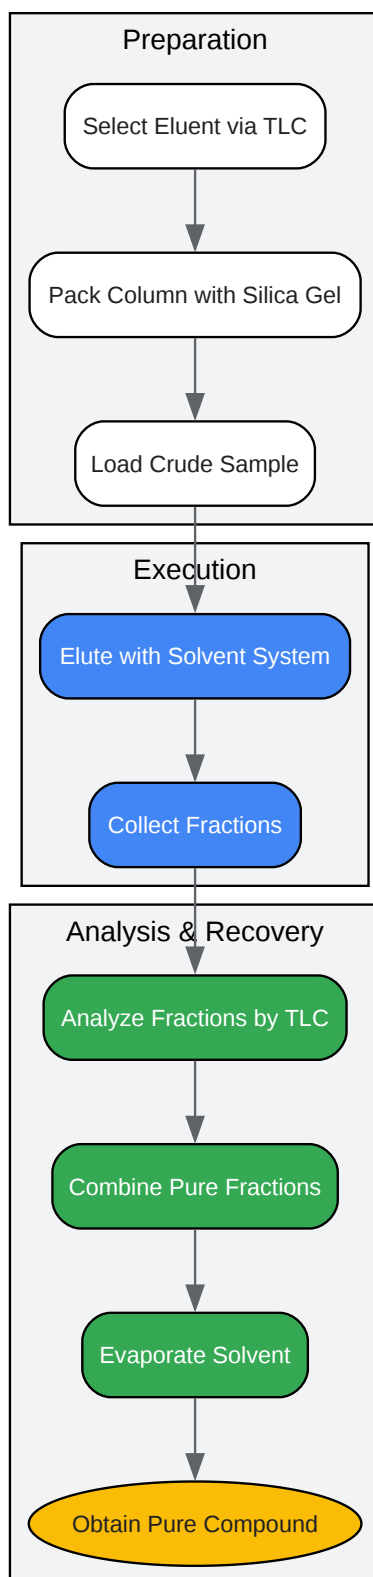 Preparation
Select Eluent via TLC
Pack Column with Silica Gel
Load Crude Sample
Execution
Elute with Solvent System
Collect Fractions
Analysis & Recovery
Analyze Fractions by TLC
Combine Pure Fractions
Evaporate Solvent
Obtain Pure Compound